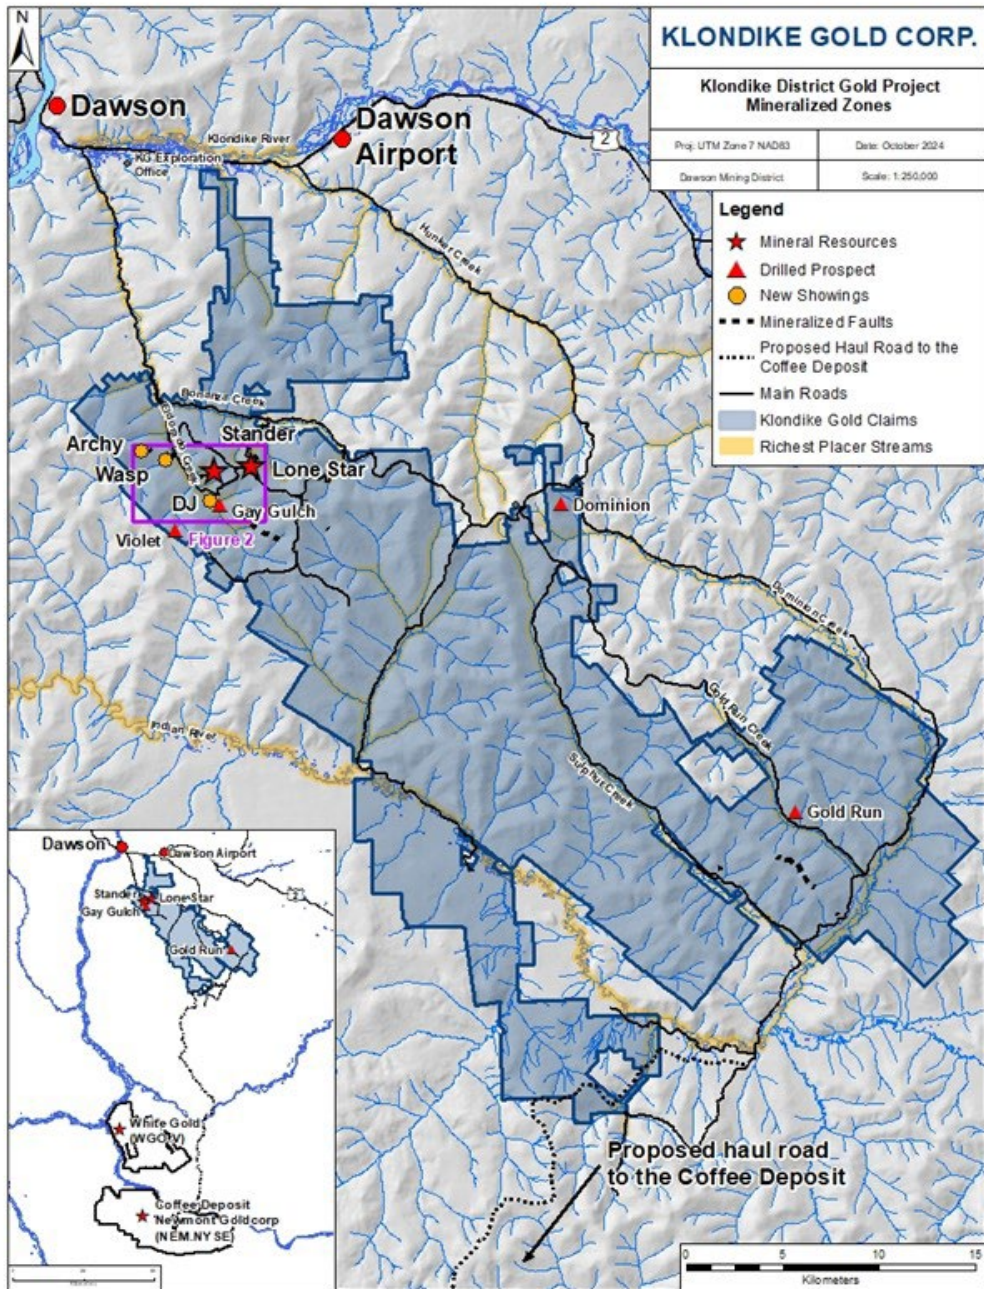 N
KLONDIKE GOLD CORP.
Klondike District Gold Project
Mineralized Zones
Proj: UTM Zone 7 NAD83
Date: October 2024
Dawson Mining District
Scale: 1:250,000
Legend
Mineral Resources
Drilled Prospect
New Showings
Mineralized Faults
Proposed Haul Road to the
Coffee Deposit
Main Roads
Klondike Gold Claims
Richest Placer Streams
Dawson
Dawson
Airport
Klondike River
KG Exploration
Office
2
Hunker Creek
Bonanza Creek
Eldorado Creek
Archy
Wasp
Stander
Lone Star
DJ
Gay Gulch
Violet
Figure 2
Dominion
Dominion Creek
Gold Run Creek
Sulphur Creek
Indian River
Gold Run
Proposed haul road
to the Coffee Deposit
0 5 10 15
Kilometers
Dawson
Dawson Airport
2
Stander
Lone Star
Gay Gulch
Gold Run
White Gold
(WGO.V)
Coffee Deposit
Newmont Goldcorp
(NEM.NYSE)